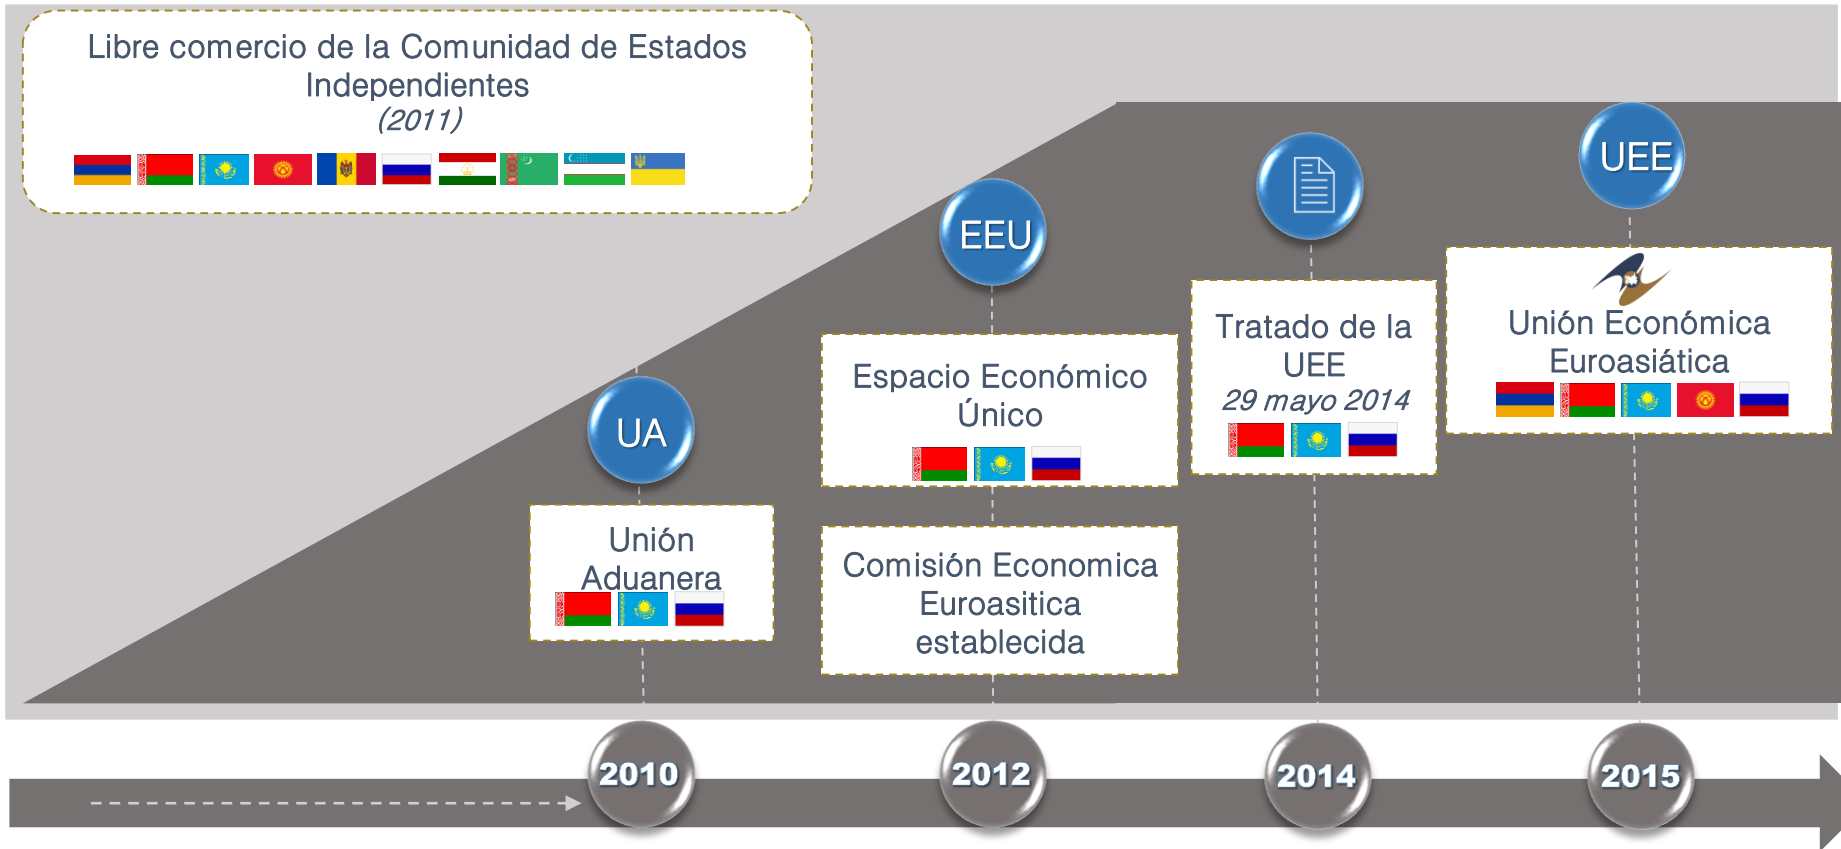 Libre comercio de la Comunidad de Estados
Independientes
(2011)
UA
Unión
Aduanera
EEU
Espacio Económico
Único
Comisión Economica
Euroasitica
establecida
Tratado de la
UEE
29 mayo 2014
UEE
Unión Económica
Euroasiática
2010
2012
2014
2015